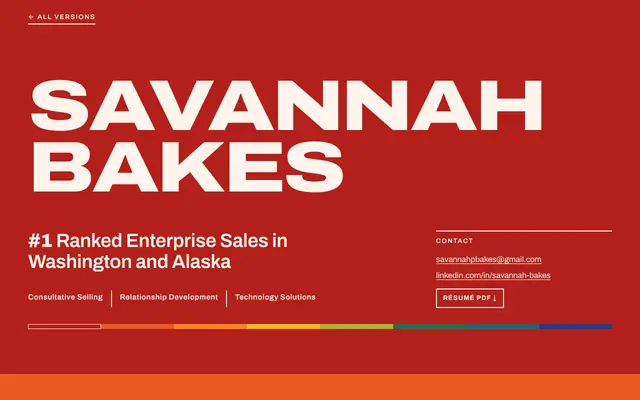 ← ALL VERSIONS
SAVANNAH
BAKES
#1 Ranked Enterprise Sales in
Washington and Alaska
Consultative Selling
Relationship Development
Technology Solutions
CONTACT
savannahpbakes@gmail.com
linkedin.com/in/savannah-bakes
RÉSUMÉ PDF ↓